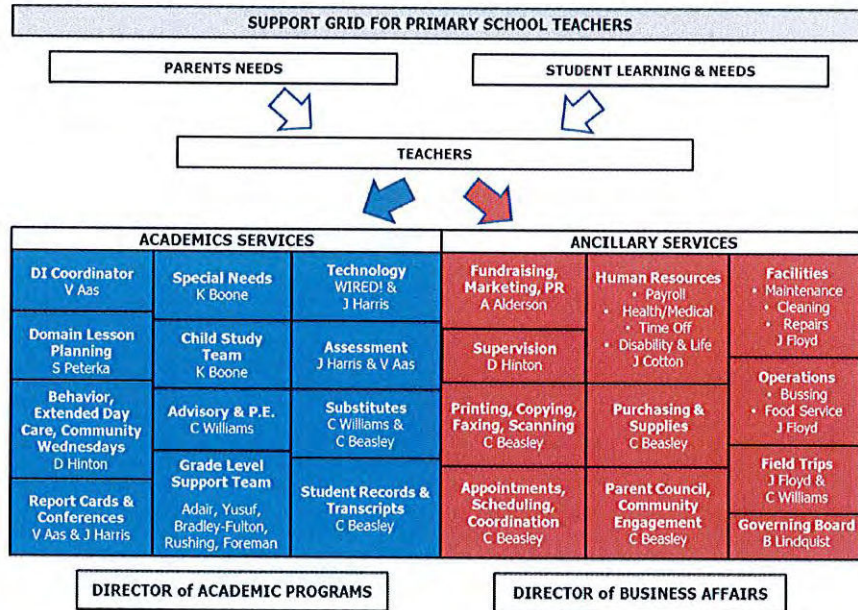 SUPPORT GRID FOR PRIMARY SCHOOL TEACHERS
PARENTS NEEDS
STUDENT LEARNING & NEEDS
TEACHERS
ACADEMICS SERVICES
DI Coordinator
V Aas
Domain Lesson
Planning
S Peterka
Behavior,
Extended Day
Care, Community
Wednesdays
D Hinton
Report Cards &
Conferences
V Aas & J Harris
Special Needs
K Boone
Child Study
Team
K Boone
Advisory & P.E.
C Williams
Grade Level
Support Team
Adair, Yusuf,
Bradley-Fulton,
Rushing, Foreman
Technology
WIRED! &
J Harris
Assessment
J Harris & V Aas
Substitutes
C Williams &
C Beasley
Student Records &
Transcripts
C Beasley
ANCILLARY SERVICES
Fundraising,
Marketing, PR
A Alderson
Supervision
D Hinton
Printing, Copying,
Faxing, Scanning
C Beasley
Appointments,
Scheduling,
Coordination
C Beasley
Human Resources
• Payroll
• Health/Medical
• Time Off
• Disability & Life
J Cotton
Purchasing &
Supplies
C Beasley
Parent Council,
Community
Engagement
C Beasley
Facilities
• Maintenance
• Cleaning
• Repairs
J Floyd
Operations
• Bussing
• Food Service
J Floyd
Field Trips
J Floyd &
C Williams
Governing Board
B Lindquist
DIRECTOR of ACADEMIC PROGRAMS
DIRECTOR of BUSINESS AFFAIRS